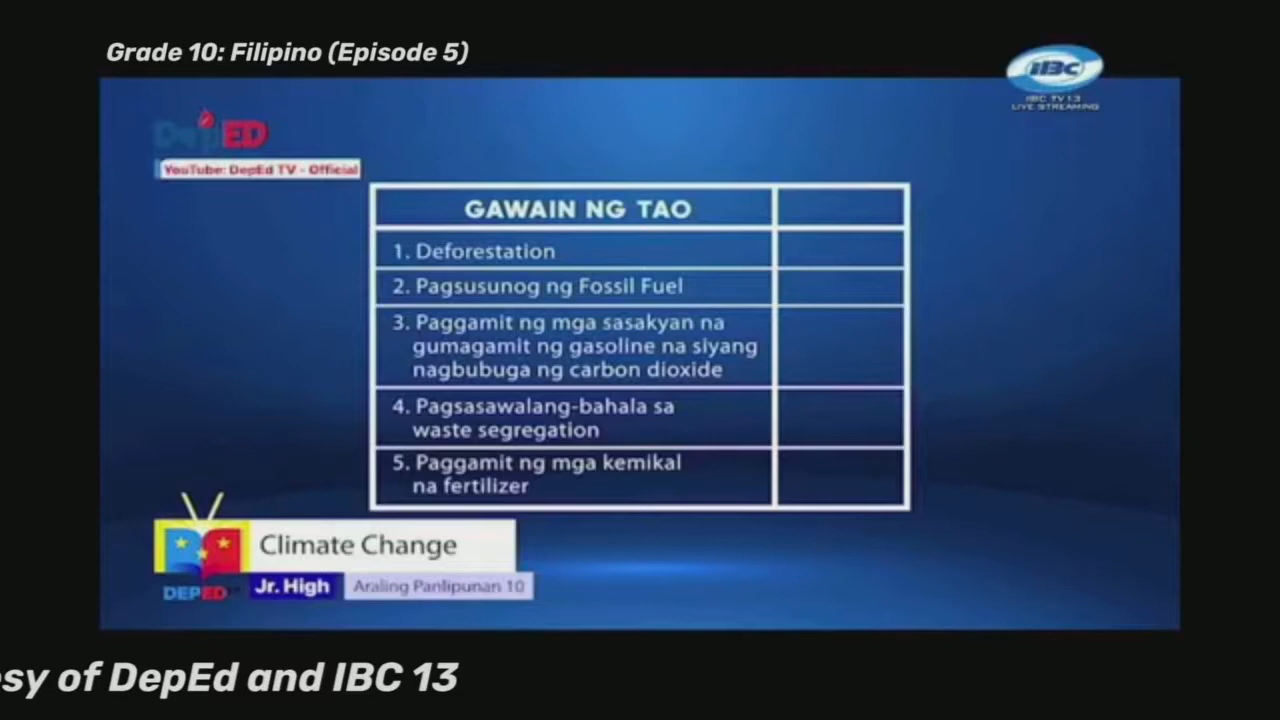 Grade 10: Filipino (Episode 5)
iBC
IBC TV 13
LIVE STREAMING
DepED
YouTube: DepEd TV - Official
GAWAIN NG TAO
1. Deforestation
2. Pagsusunog ng Fossil Fuel
3. Paggamit ng mga sasakyan na
gumagamit ng gasoline na siyang
nagbubuga ng carbon dioxide
4. Pagsasawalang-bahala sa
waste segregation
5. Paggamit ng mga kemikal
na fertilizer
Climate Change
DEPED
Jr. High
Araling Panlipunan 10
sy of DepEd and IBC 13